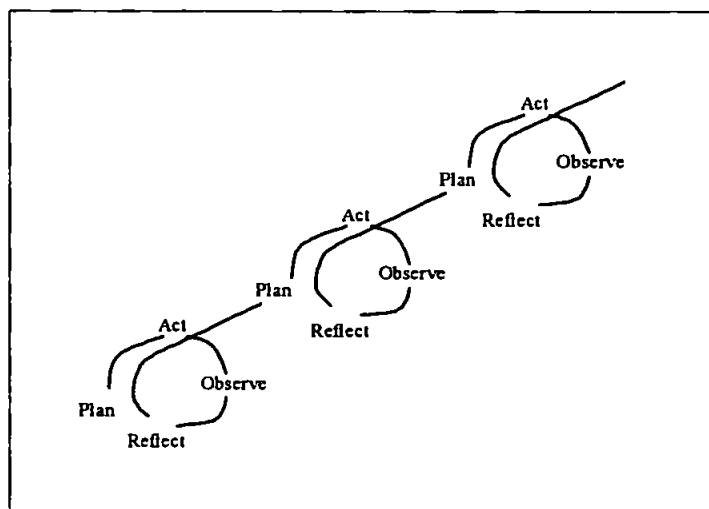 Act
Observe
Plan
Reflect
Act
Observe
Plan
Reflect
Act
Observe
Plan
Reflect